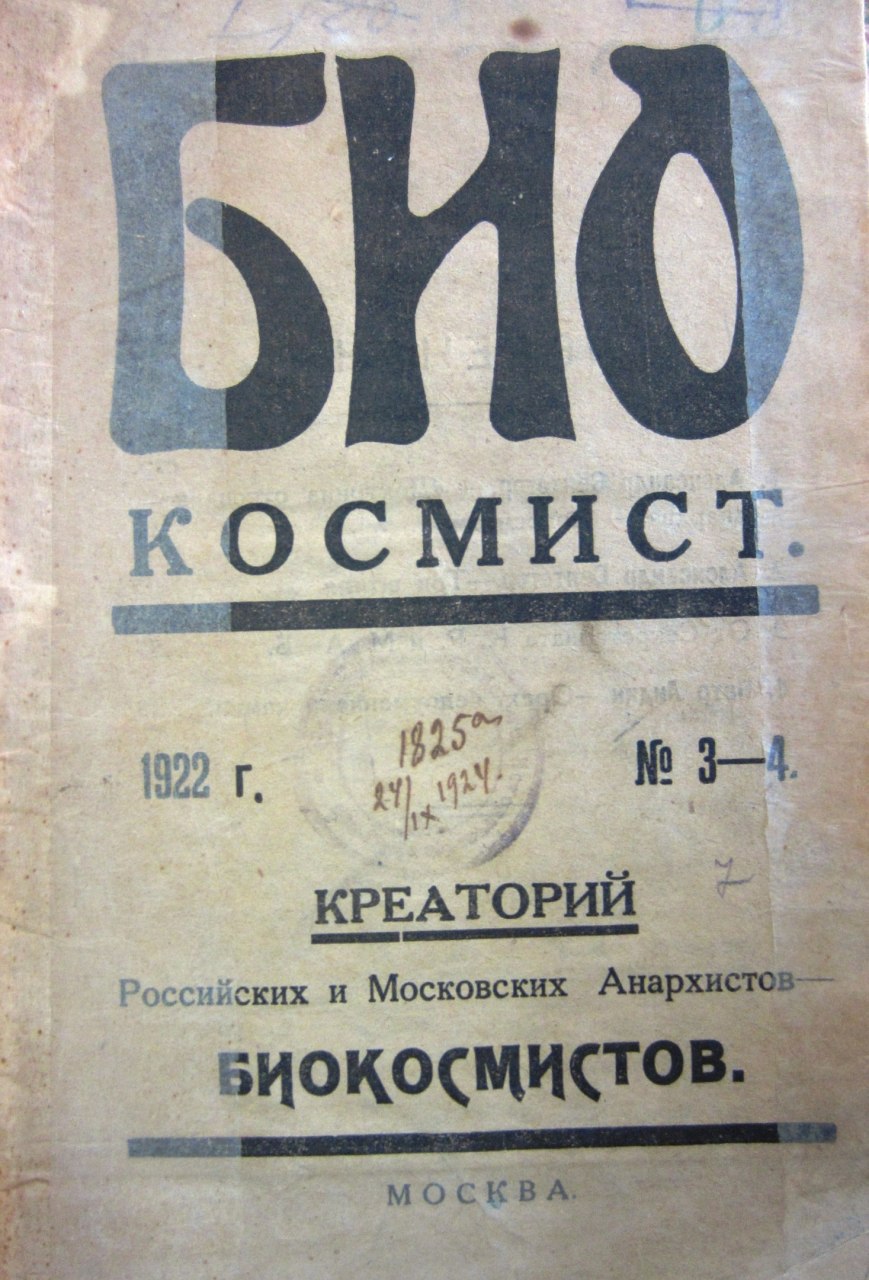 БИО
КОСМИСТ.
1922 г.
1825а
24/IX 1924.
№ 3—4.
КРЕАТОРИЙ
Российских и Московских Анархистов—
БИОКОСМИСТОВ.
МОСКВА.